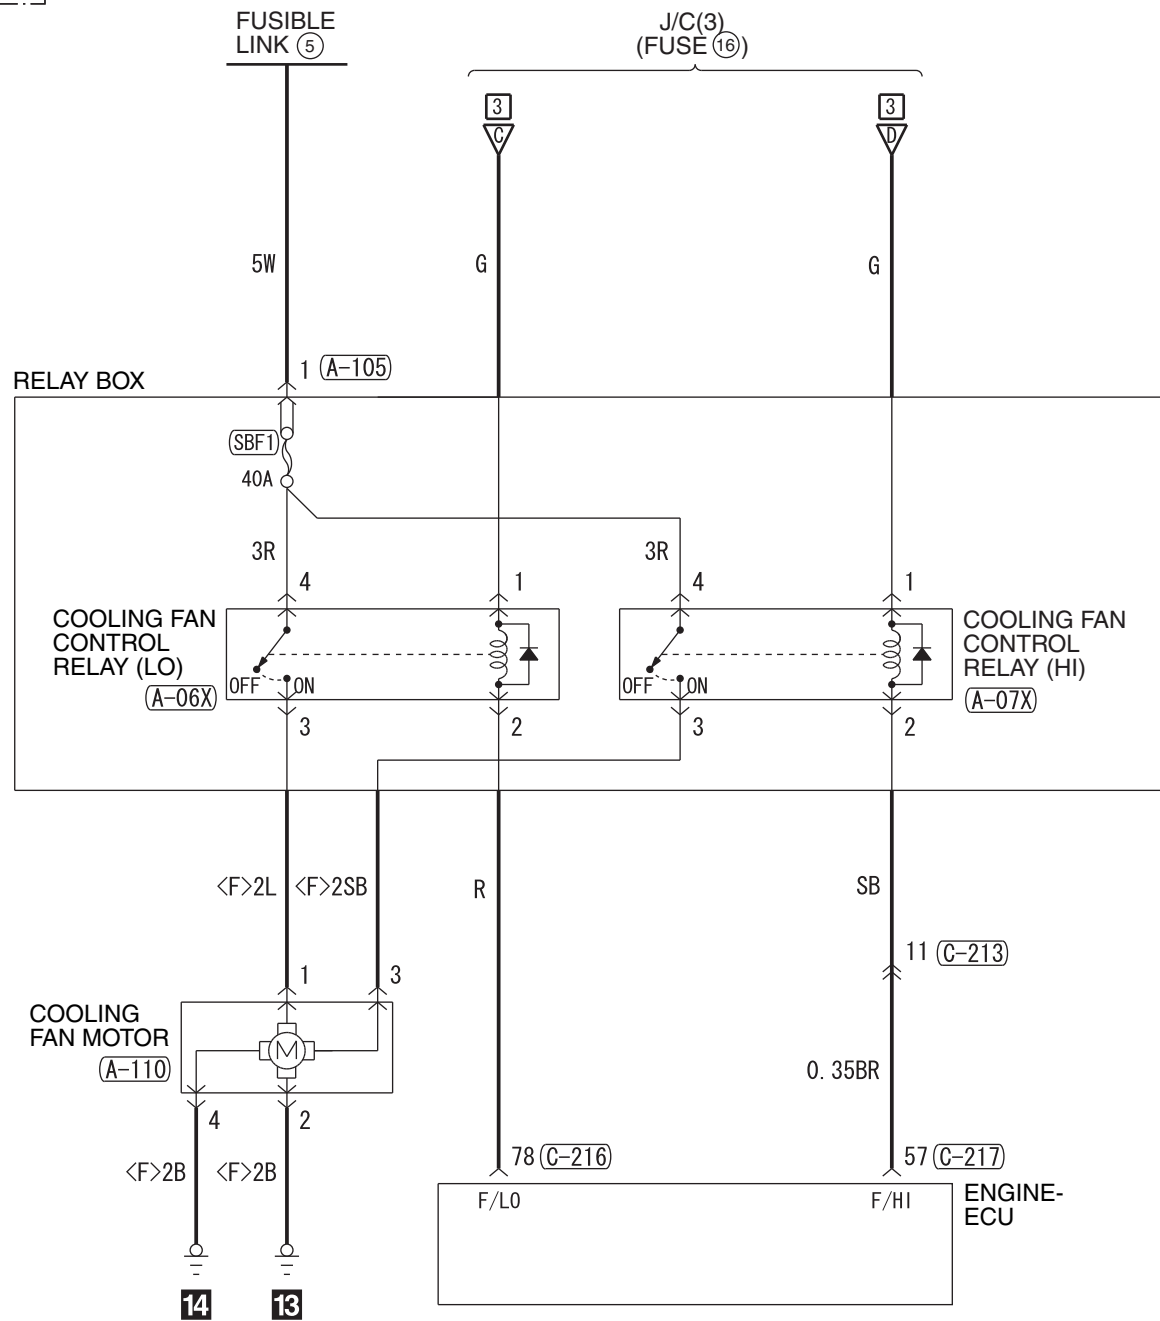 FUSIBLE
LINK 5
J/C(3)
(FUSE 16)
3
3
C
D
5W
G
G
1 A-105
RELAY BOX
SBF1
40A
3R
3R
4
1
4
1
COOLING FAN
CONTROL
RELAY (LO)
A-06X
OFF
ON
OFF
ON
COOLING FAN
CONTROL
RELAY (HI)
A-07X
3
2
3
2
<F>2L
<F>2SB
R
SB
11 C-213
1
3
COOLING
FAN MOTOR
A-110
M
0.35BR
4
2
<F>2B
<F>2B
78 C-216
57 C-217
F/LO
F/HI
ENGINE-
ECU
14
13